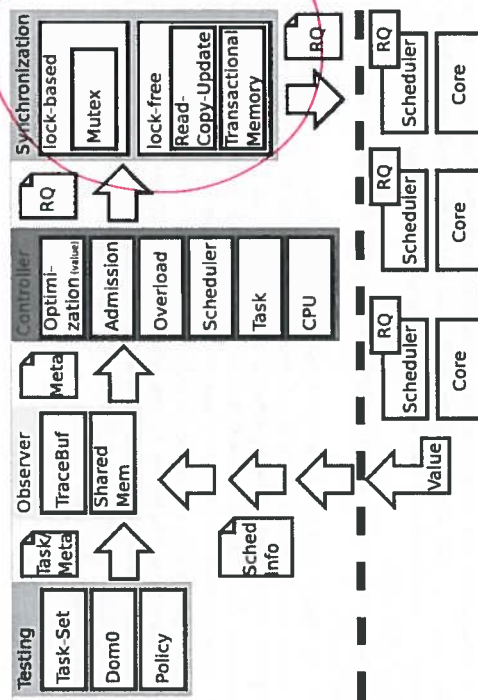 Testing
Task-Set
Dom0
Policy
Task/
Meta
Observer
TraceBuf
Shared
Mem
Meta
Controller
Optimi-
zation (value)
Admission
Overload
Scheduler
Task
CPU
RQ
Synchronization
lock-based
Mutex
lock-free
Read-
Copy-Update
Transactional
Memory
RQ
Sched
nfo
Value
RQ
Scheduler
Core
RQ
Scheduler
Core
RQ
Scheduler
Core